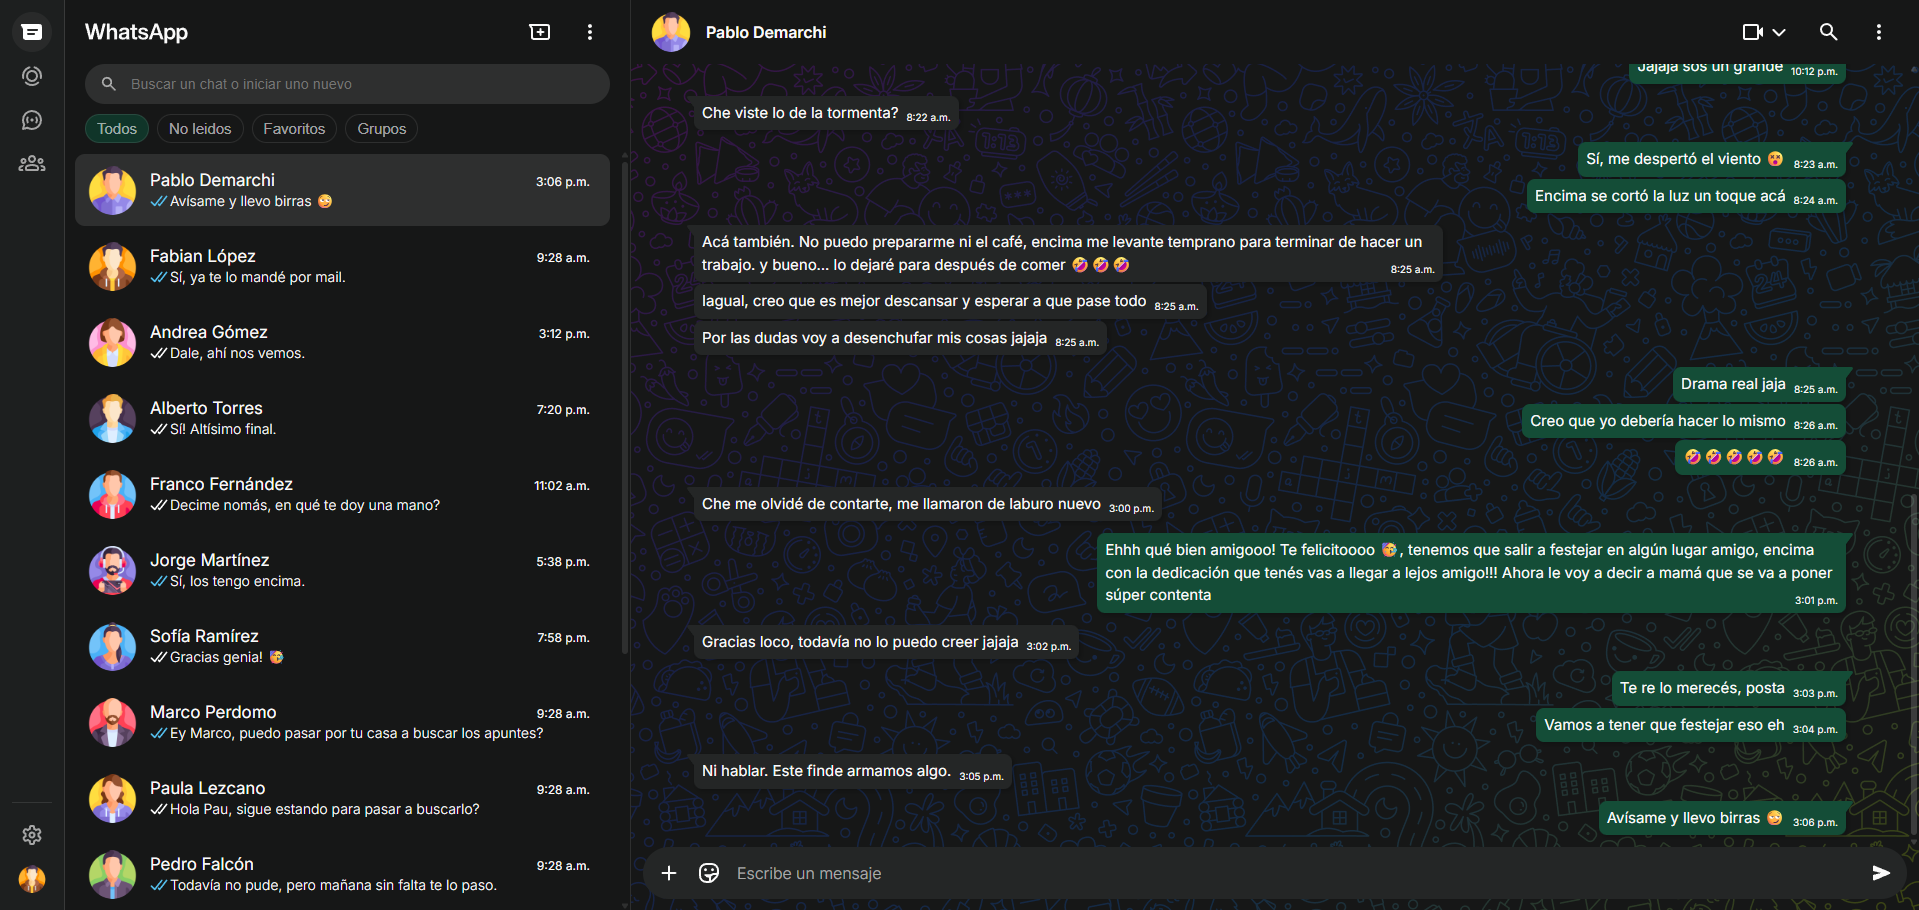 WhatsApp
Buscar un chat o iniciar uno nuevo
Todos
No leidos
Favoritos
Grupos
Pablo Demarchi
3:06 p.m.
Avísame y llevo birras
Fabian López
9:28 a.m.
Sí, ya te lo mandé por mail.
Andrea Gómez
3:12 p.m.
Dale, ahí nos vemos.
Alberto Torres
7:20 p.m.
Sí! Altísimo final.
Franco Fernández
11:02 a.m.
Decime nomás, en qué te doy una mano?
Jorge Martínez
5:38 p.m.
Sí, los tengo encima.
Sofía Ramírez
7:58 p.m.
Gracias genia! 🥳
Marco Perdomo
9:28 a.m.
Ey Marco, puedo pasar por tu casa a buscar los apuntes?
Paula Lezcano
9:28 a.m.
Hola Pau, sigue estando para pasar a buscarlo?
Pedro Falcón
9:28 a.m.
Todavía no pude, pero mañana sin falta te lo paso.
Pablo Demarchi
Jajaja sos un grande 10:12 p.m.
Che viste lo de la tormenta? 8:22 a.m.
Sí, me despertó el viento 😵 8:23 a.m.
Encima se cortó la luz un toque acá 8:24 a.m.
Acá también. No puedo prepararme ni el café, encima me levante temprano para terminar de hacer un
trabajo. y bueno... lo dejaré para después de comer 🤣 🤣 🤣 8:25 a.m.
Iagual, creo que es mejor descansar y esperar a que pase todo 8:25 a.m.
Por las dudas voy a desenchufar mis cosas jajaja 8:25 a.m.
Drama real jaja 8:25 a.m.
Creo que yo debería hacer lo mismo 8:26 a.m.
🤣 🤣 🤣 🤣 🤣 8:26 a.m.
Che me olvidé de contarte, me llamaron de laburo nuevo 3:00 p.m.
Ehhh qué bien amigooo! Te felicitoooo 🥳, tenemos que salir a festejar en algún lugar amigo, encima
con la dedicación que tenés vas a llegar a lejos amigo!!! Ahora le voy a decir a mamá que se va a poner
súper contenta 3:01 p.m.
Gracias loco, todavía no lo puedo creer jajaja 3:02 p.m.
Te re lo merecés, posta 3:03 p.m.
Vamos a tener que festejar eso eh 3:04 p.m.
Ni hablar. Este finde armamos algo. 3:05 p.m.
Avísame y llevo birras 3:06 p.m.
Escribe un mensaje